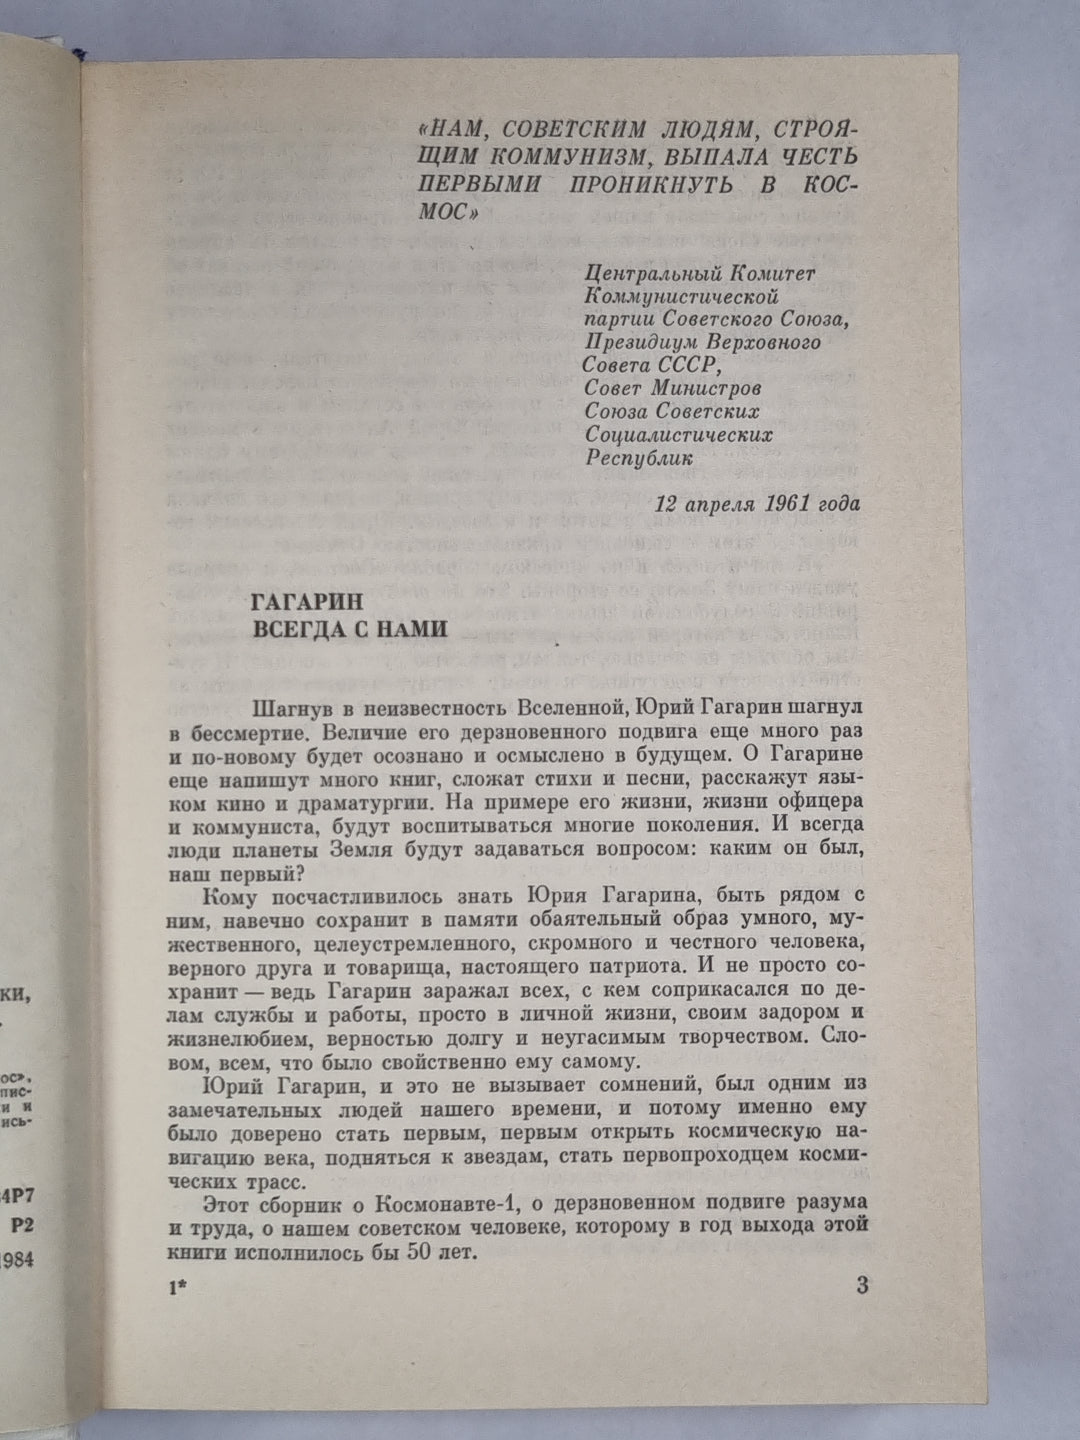 «НАМ, СОВЕТСКИМ ЛЮДЯМ, СТРОЯ-
ЩИМ КОММУНИЗМ, ВЫПАЛА ЧЕСТЬ
ПЕРВЫМИ ПРОНИКНУТЬ В КОС-
МОС»
Центральный Комитет
Коммунистической
партии Советского Союза,
Президиум Верховного
Совета СССР,
Совет Министров
Союза Советских
Социалистических
Республик
12 апреля 1961 года
ГАГАРИН
ВСЕГДА С НАМИ
Шагнув в неизвестность Вселенной, Юрий Гагарин шагнул
в бессмертие. Величие его дерзновенного подвига еще много раз
и по-новому будет осознано и осмыслено в будущем. О Гагарине
еще напишут много книг, сложат стихи и песни, расскажут язы-
ком кино и драматургии. На примере его жизни, жизни офицера
и коммуниста, будут воспитываться многие поколения. И всегда
люди планеты Земля будут задаваться вопросом: каким он был,
наш первый?
Кому посчастливилось знать Юрия Гагарина, быть рядом с
ним, навечно сохранит в памяти обаятельный образ умного, му-
жественного, целеустремленного, скромного и честного человека,
верного друга и товарища, настоящего патриота. И не просто со-
хранит — ведь Гагарин заражал всех, с кем соприкасался по де-
лам службы и работы, просто в личной жизни, своим задором и
жизнелюбием, верностью долгу и неугасимым творчеством. Сло-
вом, всем, что было свойственно ему самому.
Юрий Гагарин, и это не вызывает сомнений, был одним из
замечательных людей нашего времени, и потому именно ему
было доверено стать первым, первым открыть космическую на-
вигацию века, подняться к звездам, стать первопроходцем косми-
ческих трасс.
Этот сборник о Космонавте-1, о дерзновенном подвиге разума
и труда, о нашем советском человеке, которому в год выхода этой
книги исполнилось бы 50 лет.
1*
3
ки,
ос».
пис-
и и
ись-
4Р7
Р2
1984